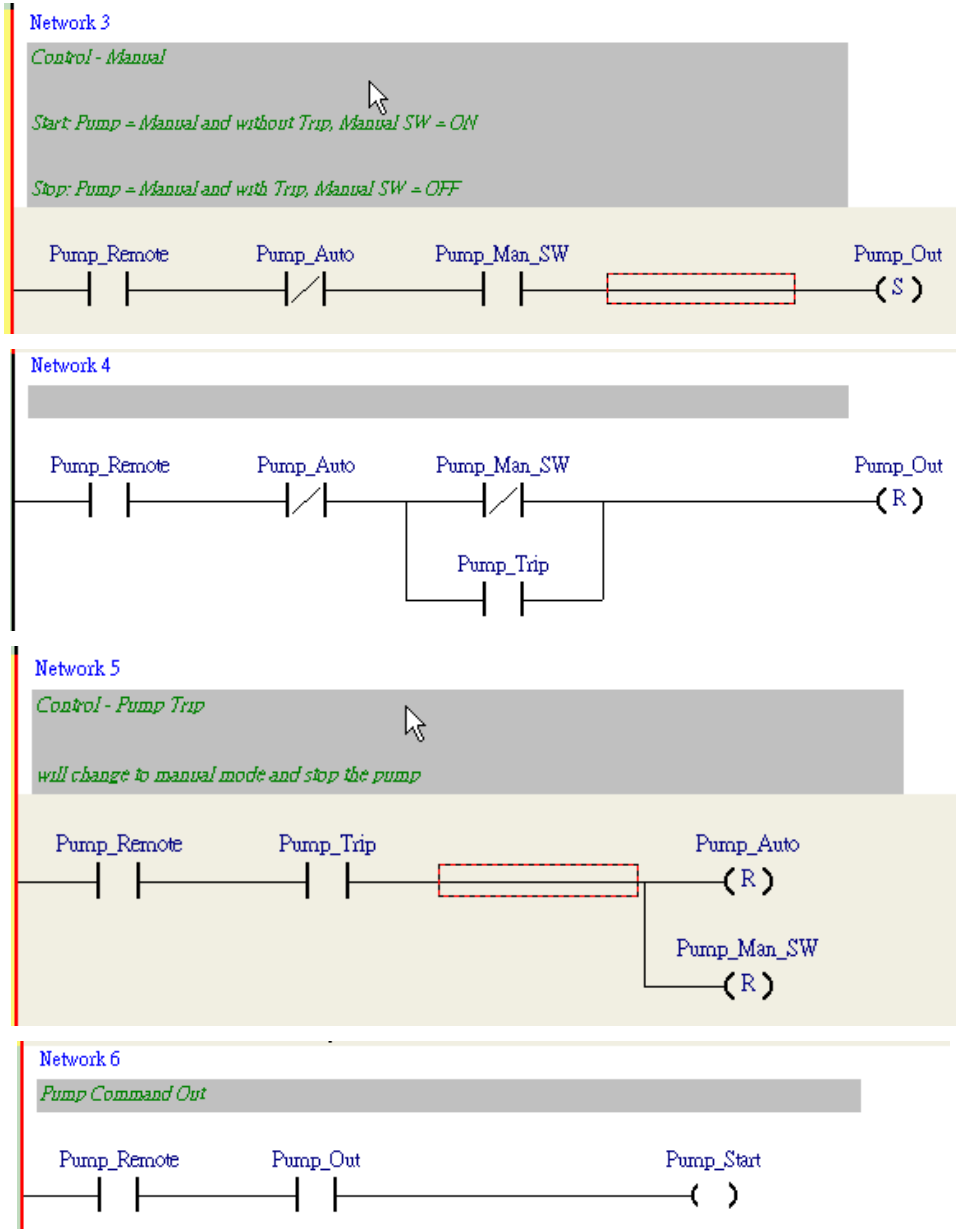 Network 3
Control - Manual
Start: Pump = Manual and without Trip, Manual SW = ON
Stop: Pump = Manual and with Trip, Manual SW = OFF
Pump_Remote Pump_Auto Pump_Man_SW Pump_Out
S
Network 4
Pump_Remote Pump_Auto Pump_Man_SW Pump_Out
R
Pump_Trip
Network 5
Control - Pump Trip
will change to manual mode and stop the pump
Pump_Remote Pump_Trip Pump_Auto
R
Pump_Man_SW
R
Network 6
Pump Command Out
Pump_Remote Pump_Out Pump_Start